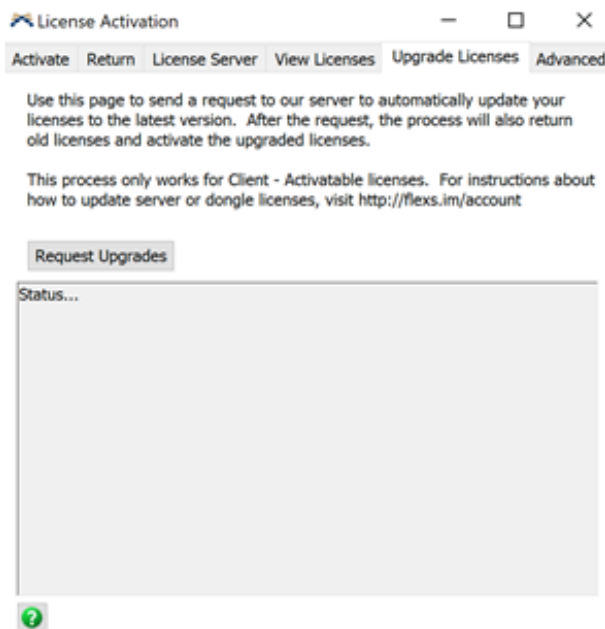 License Activation
Activate Return License Server View Licenses Upgrade Licenses Advanced
Use this page to send a request to our server to automatically update your
licenses to the latest version. After the request, the process will also return
old licenses and activate the upgraded licenses.
This process only works for Client - Activatable licenses. For instructions about
how to update server or dongle licenses, visit http://flexs.im/account
Request Upgrades
Status...
?